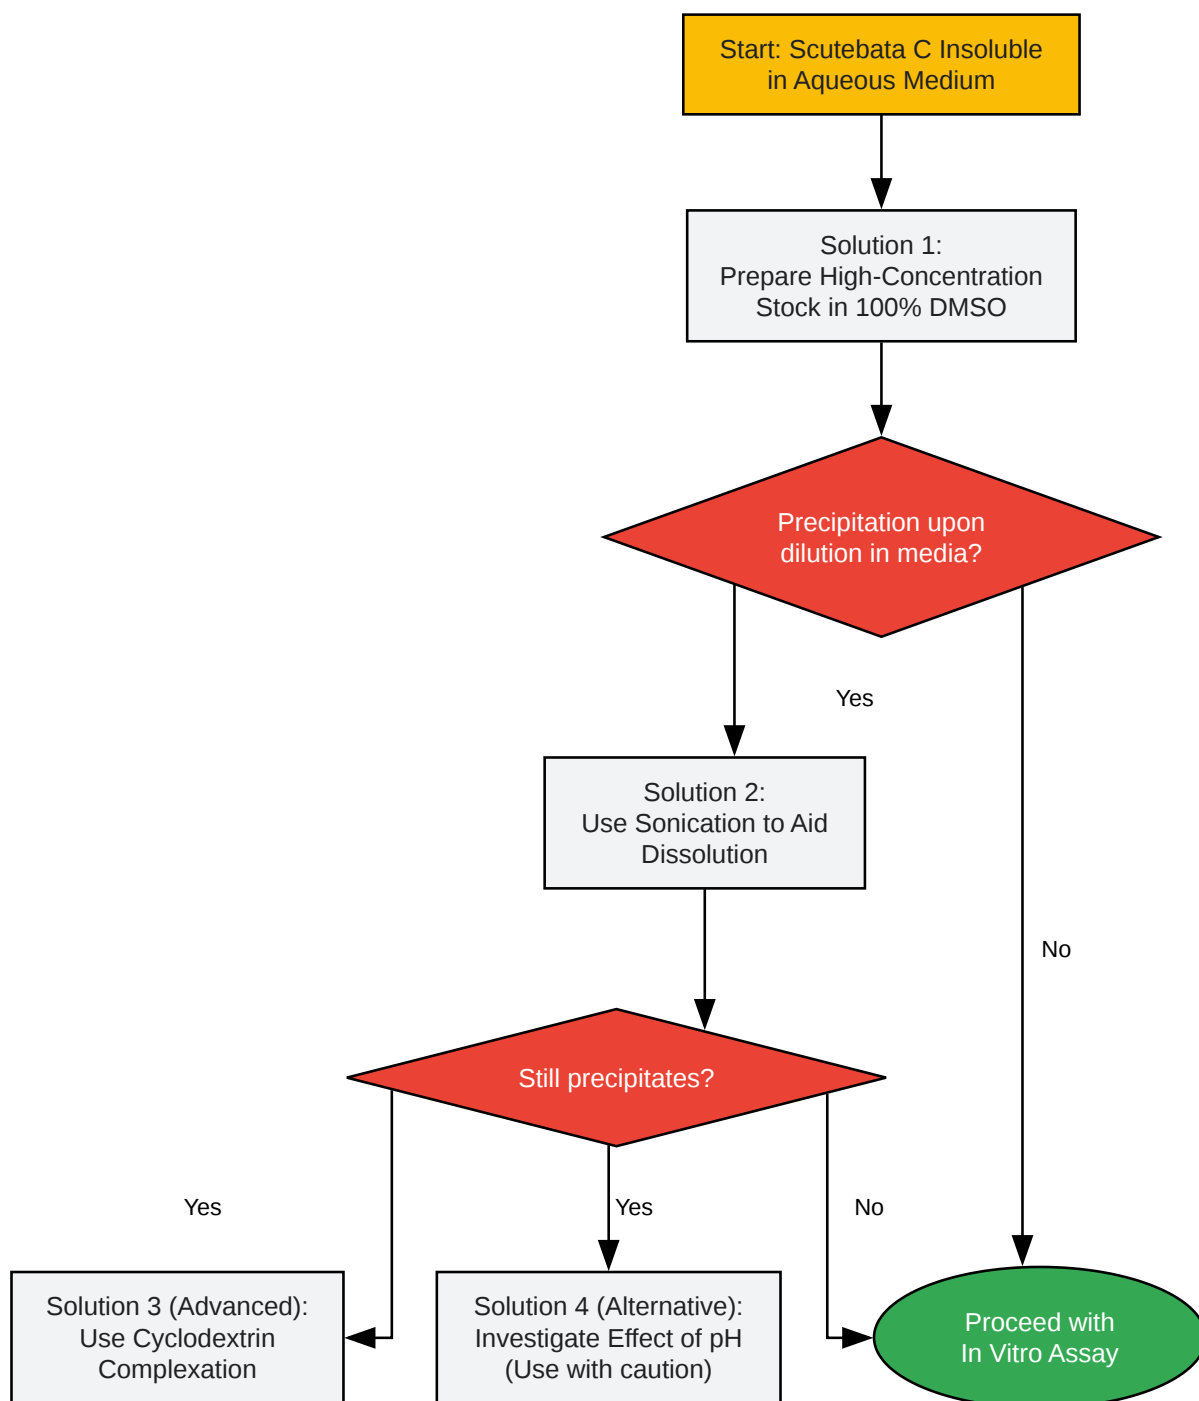 Start: Scutebata C Insoluble
in Aqueous Medium
Solution 1:
Prepare High-Concentration
Stock in 100% DMSO
Precipitation upon
dilution in media?
Yes
Solution 2:
Use Sonication to Aid
Dissolution
No
Still precipitates?
Yes
Yes
No
Solution 3 (Advanced):
Use Cyclodextrin
Complexation
Solution 4 (Alternative):
Investigate Effect of pH
(Use with caution)
Proceed with
In Vitro Assay